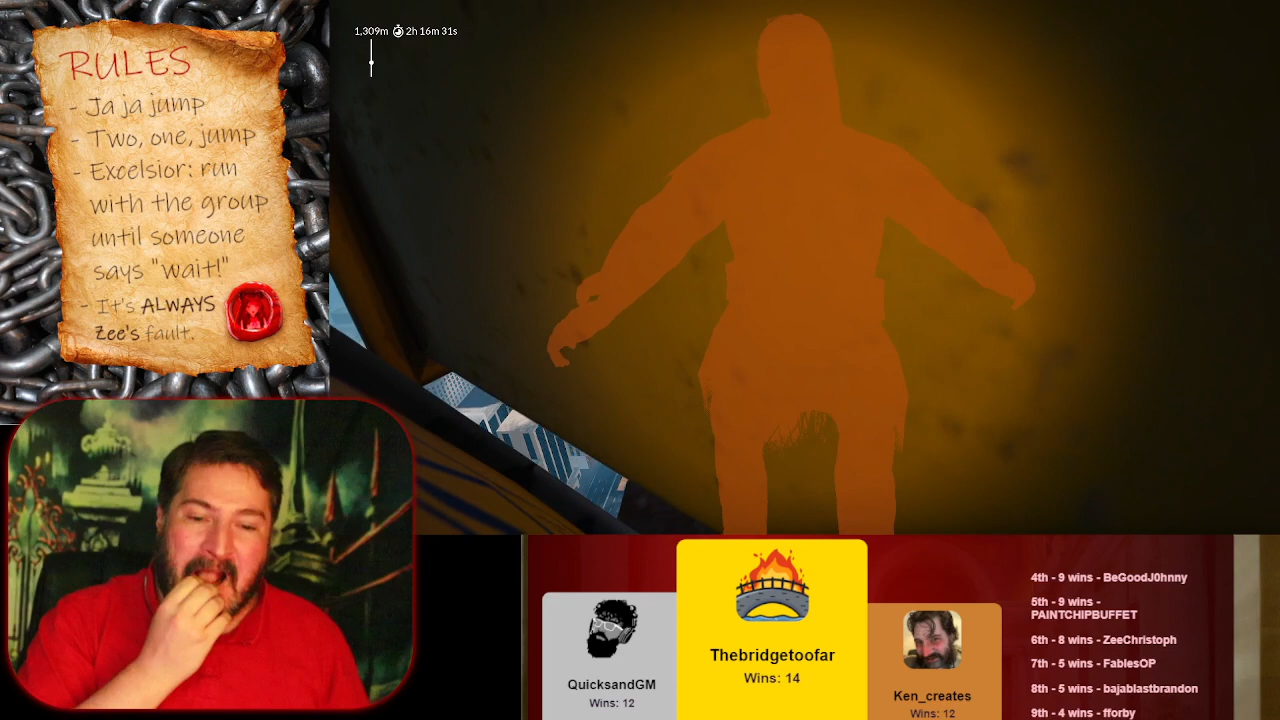 RULES
- Ja ja jump
- Two, one, jump
- Excelsior: run
with the group
until someone
says "wait!"
- It's ALWAYS
Zee's fault.
1,309m 2h 16m 31s
QuicksandGM
Wins: 12
Thebridgetoofar
Wins: 14
Ken_creates
Wins: 12
4th - 9 wins - BeGoodJ0hnny
5th - 9 wins -
PAINTCHIPBUFFET
6th - 8 wins - ZeeChristoph
7th - 5 wins - FablesOP
8th - 5 wins - bajablastbrandon
9th - 4 wins - fforby